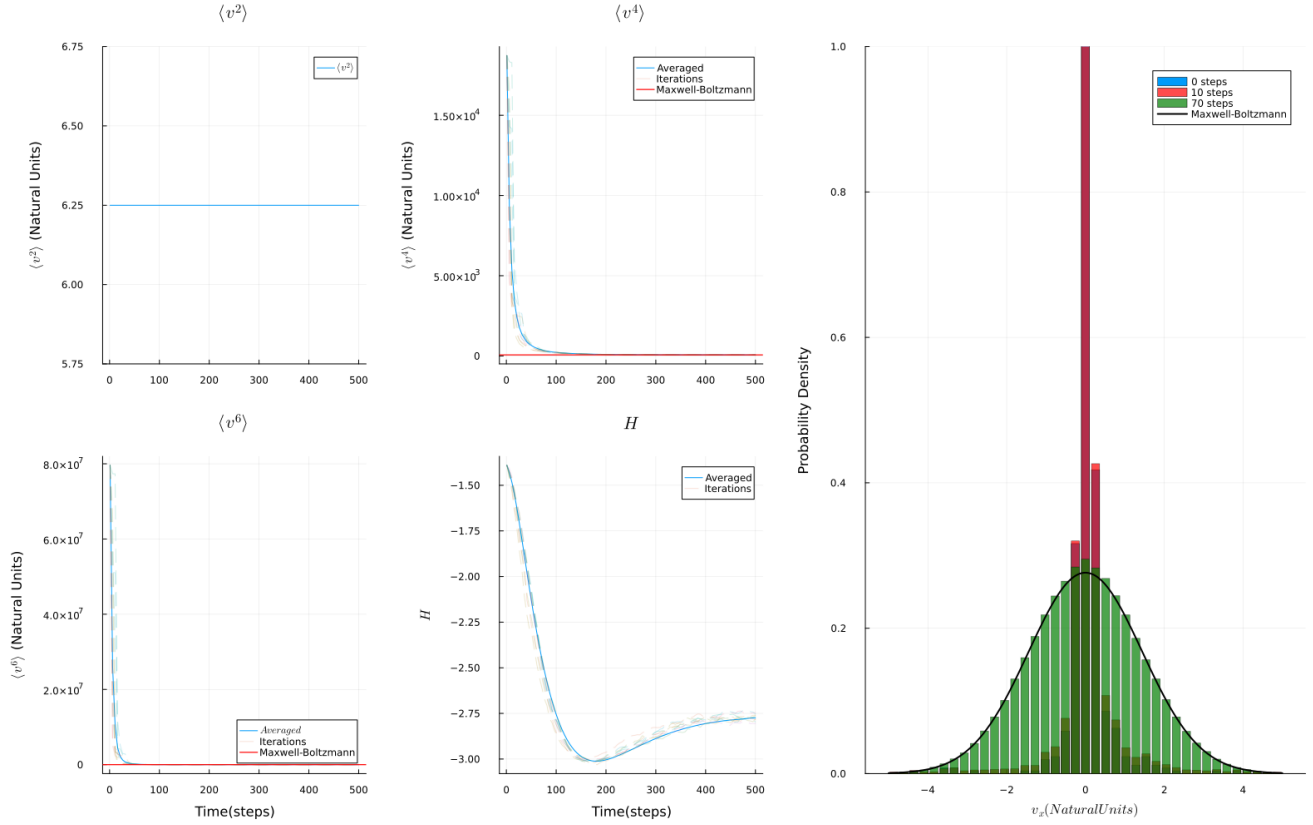 ⟨v²⟩
6.75
6.50
6.25
6.00
5.75
⟨v²⟩ (Natural Units)
⟨v²⟩
0 100 200 300 400 500
⟨v⁴⟩
1.50×10⁴
1.00×10⁴
5.00×10³
0
⟨v⁴⟩ (Natural Units)
Averaged
Iterations
Maxwell-Boltzmann
0 100 200 300 400 500
⟨v⁶⟩
8.0×10⁷
6.0×10⁷
4.0×10⁷
2.0×10⁷
0
⟨v⁶⟩ (Natural Units)
Averaged
Iterations
Maxwell-Boltzmann
0 100 200 300 400 500
Time(steps)
H
−1.50
−1.75
−2.00
−2.25
−2.50
−2.75
−3.00
H
Averaged
Iterations
0 100 200 300 400 500
Time(steps)
1.0
0.8
0.6
0.4
0.2
0.0
Probability Density
0 steps
10 steps
70 steps
Maxwell-Boltzmann
−4 −2 0 2 4
vₓ(NaturalUnits)